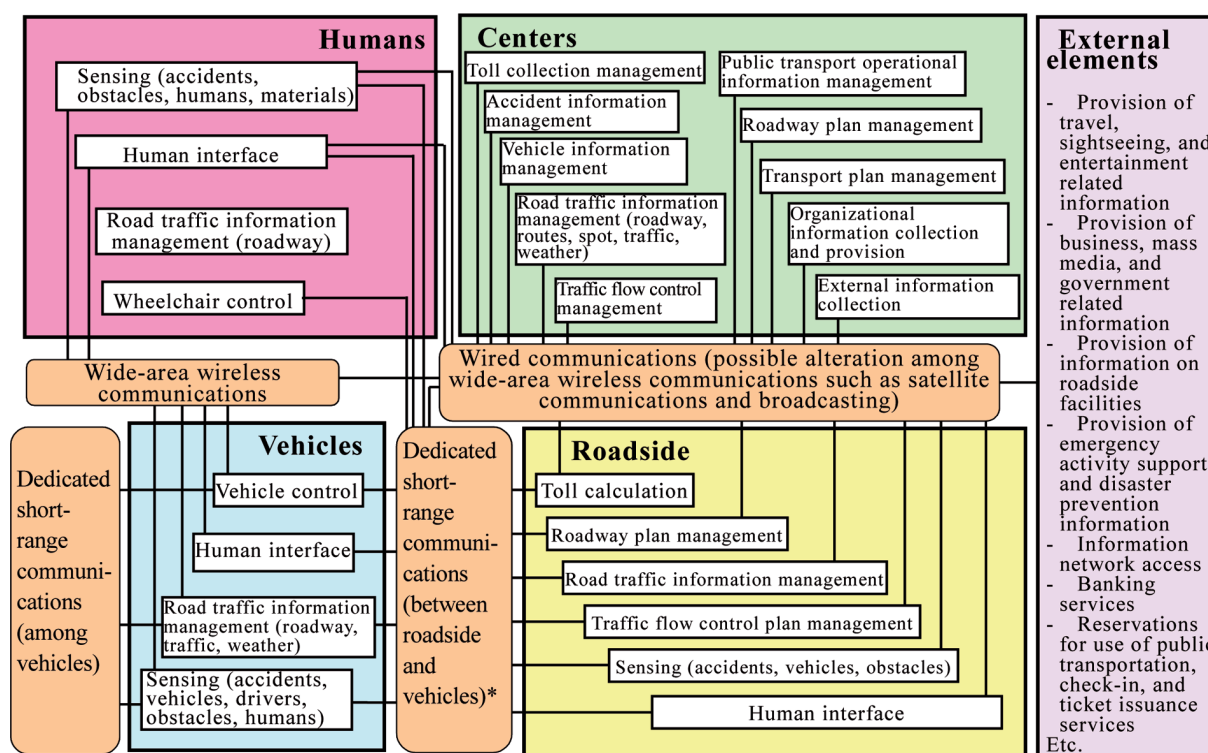 Humans
Sensing (accidents,
obstacles, humans, materials)
Human interface
Road traffic information
management (roadway)
Wheelchair control
Centers
Toll collection management
Accident information
management
Vehicle information
management
Road traffic information
management (roadway,
routes, spot, traffic,
weather)
Traffic flow control
management
Public transport operational
information management
Roadway plan management
Transport plan management
Organizational
information collection
and provision
External information
collection
External
elements
- Provision of
travel,
sightseeing, and
entertainment
related
information
- Provision of
business, mass
media, and
government
related
information
- Provision of
information on
roadside
facilities
- Provision of
emergency
activity support
and disaster
prevention
information
- Information
network access
- Banking
services
- Reservations
for use of public
transportation,
check-in, and
ticket issuance
services
Etc.
Wide-area wireless
communications
Wired communications (possible alteration among
wide-area wireless communications such as satellite
communications and broadcasting)
Dedicated
short-
range
communi-
cations
(among
vehicles)
Vehicles
Vehicle control
Human interface
Road traffic information
management (roadway,
traffic, weather)
Sensing (accidents,
vehicles, drivers,
obstacles, humans)
Dedicated
short-
range
communi-
cations
(between
roadside
and
vehicles)*
Roadside
Toll calculation
Roadway plan management
Road traffic information management
Traffic flow control plan management
Sensing (accidents, vehicles, obstacles)
Human interface